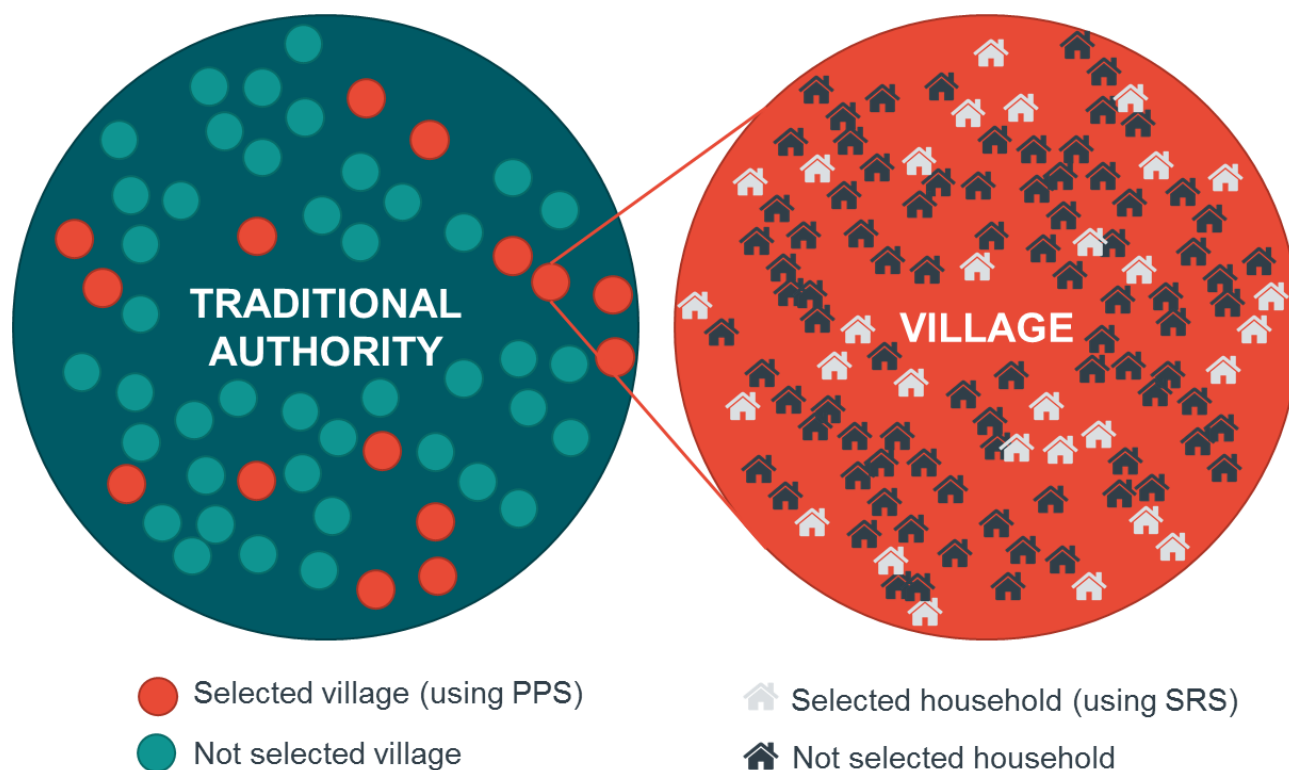 TRADITIONAL
AUTHORITY
VILLAGE
Selected village (using PPS)
Not selected village
Selected household (using SRS)
Not selected household